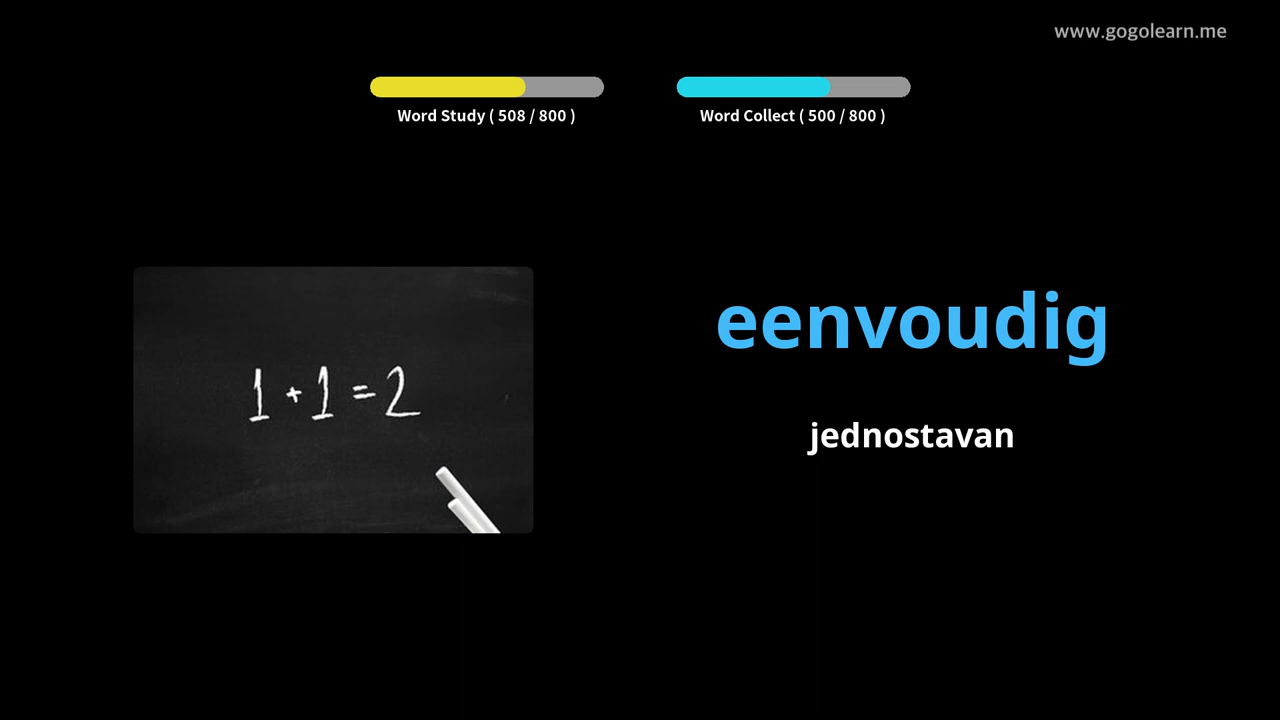 www.gogolearn.me
Word Study ( 508 / 800 )
Word Collect ( 500 / 800 )
1 + 1 = 2
eenvoudig
jednostavan